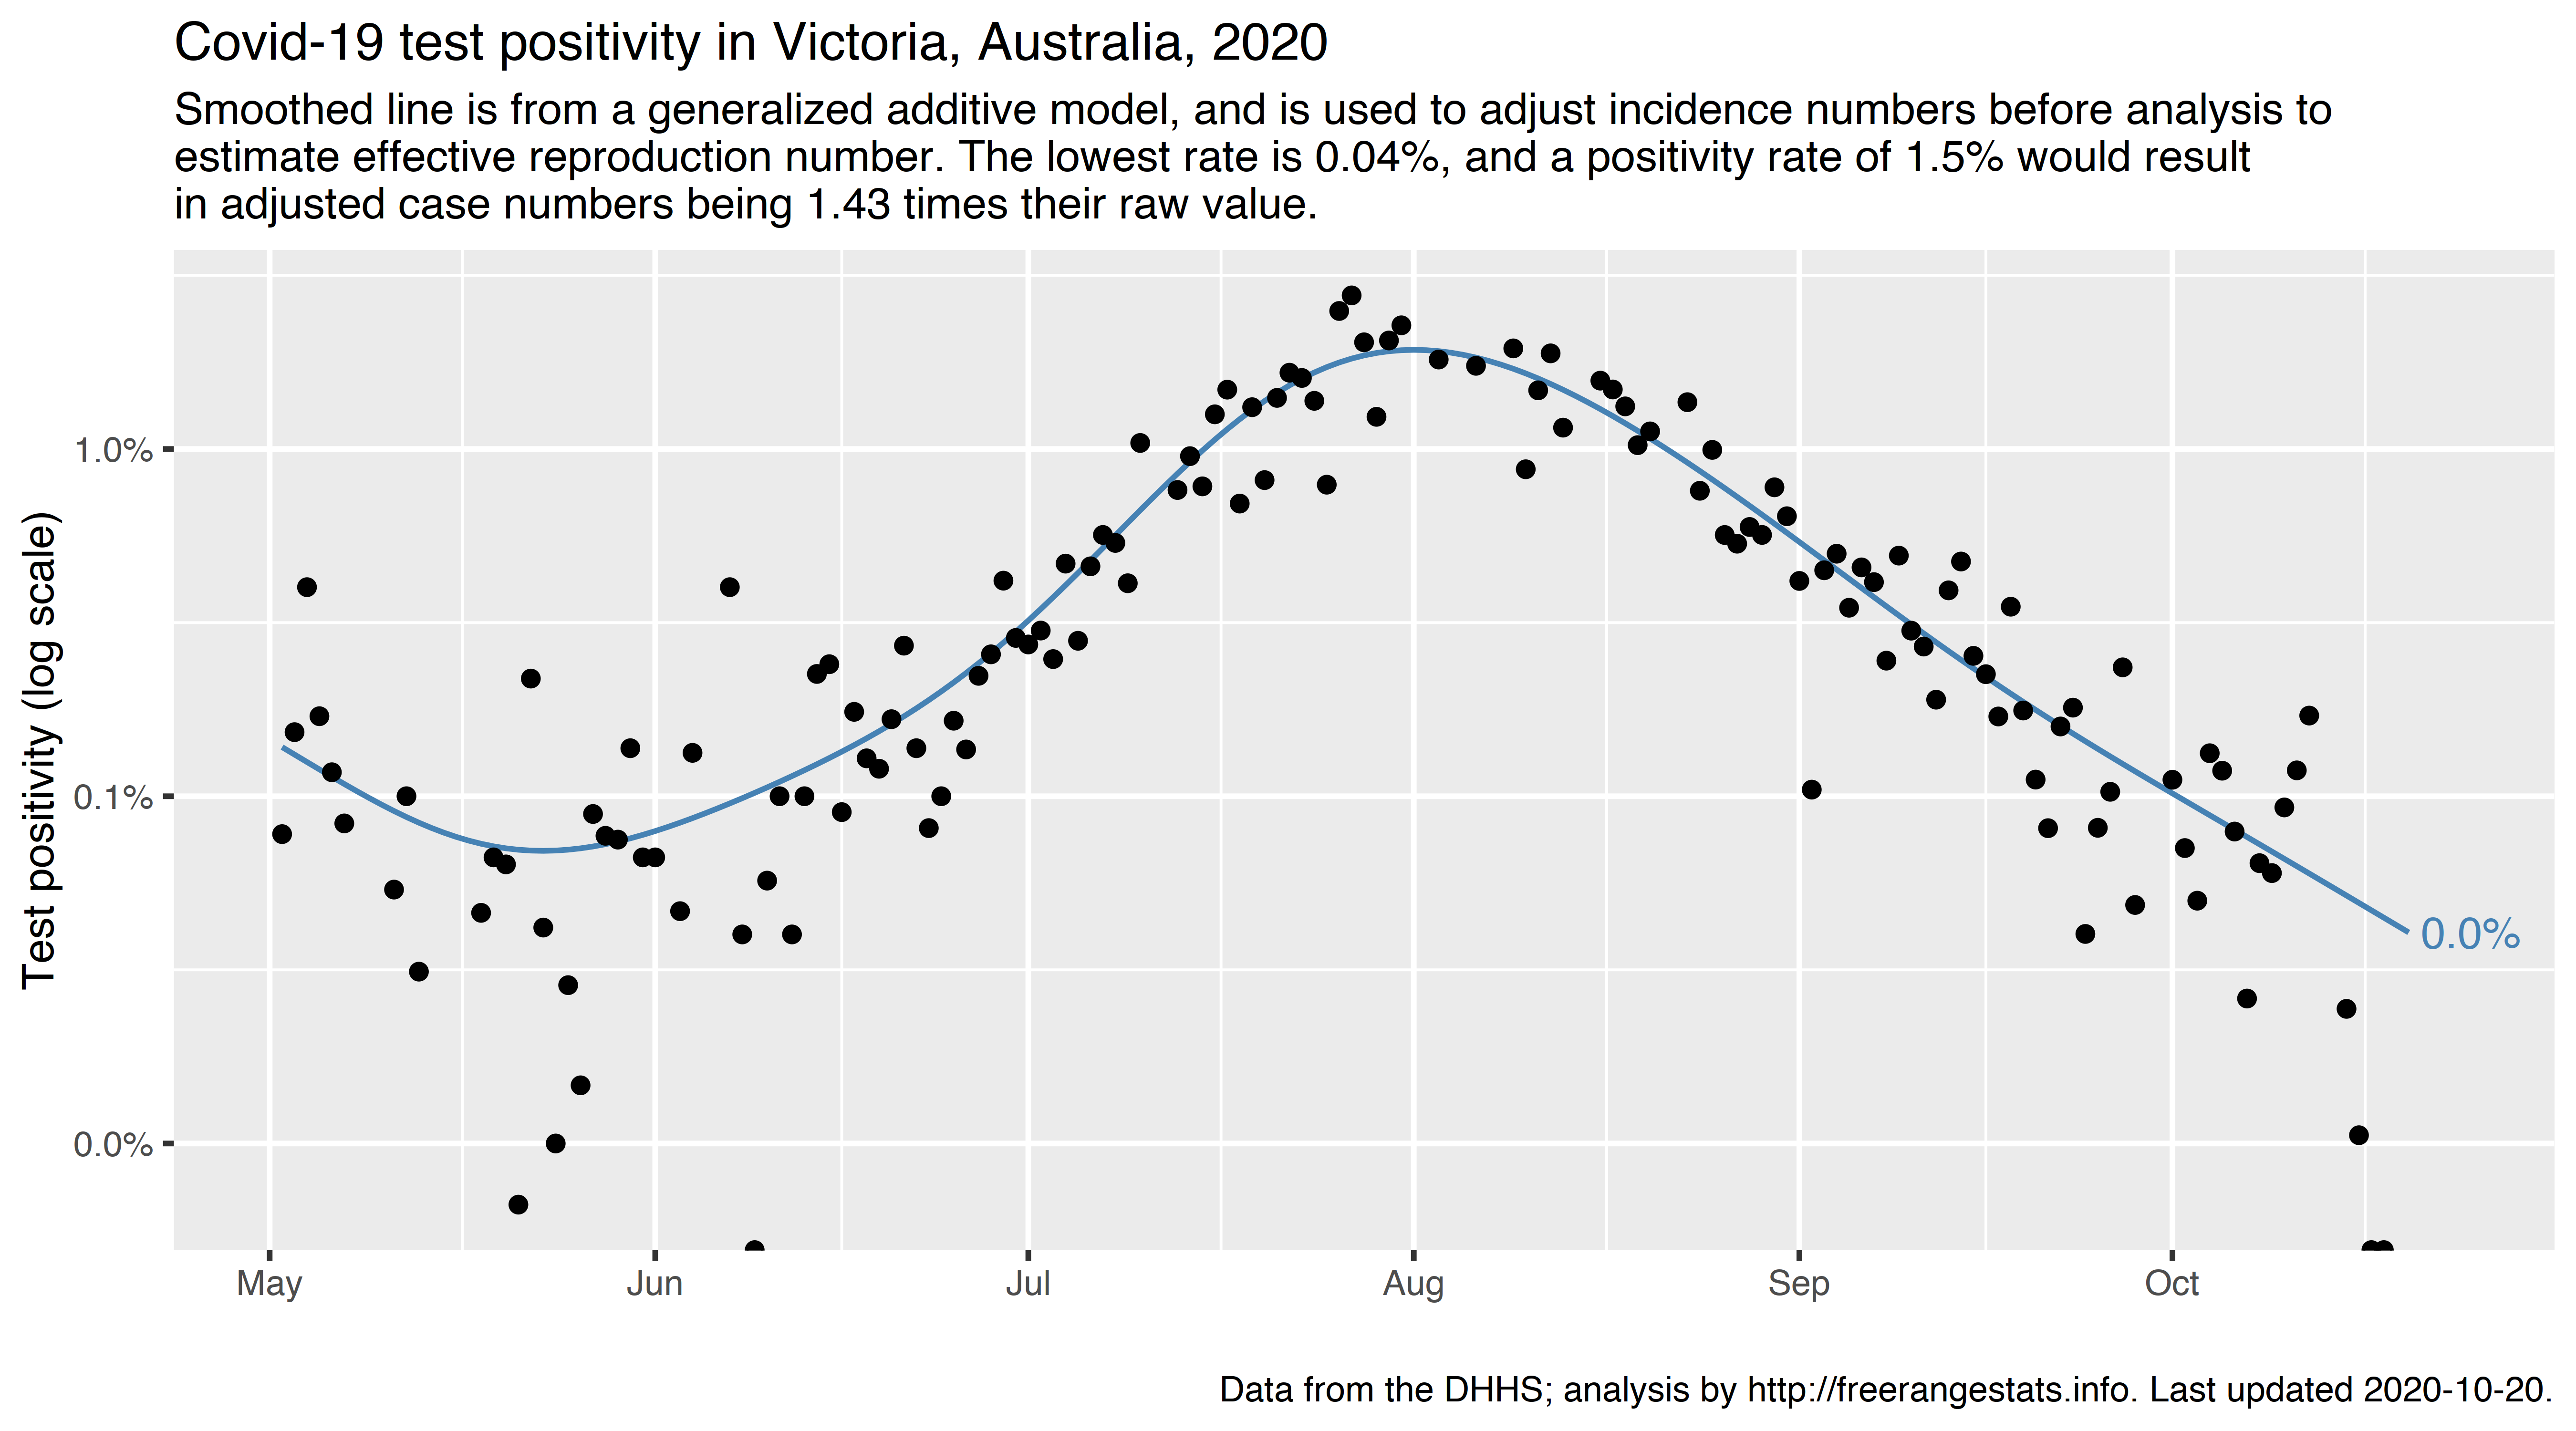 Covid-19 test positivity in Victoria, Australia, 2020
Smoothed line is from a generalized additive model, and is used to adjust incidence numbers before analysis to
estimate effective reproduction number. The lowest rate is 0.04%, and a positivity rate of 1.5% would result
in adjusted case numbers being 1.43 times their raw value.
Test positivity (log scale)
1.0%
0.1%
0.0%
0.0%
May Jun Jul Aug Sep Oct
Data from the DHHS; analysis by http://freerangestats.info. Last updated 2020-10-20.